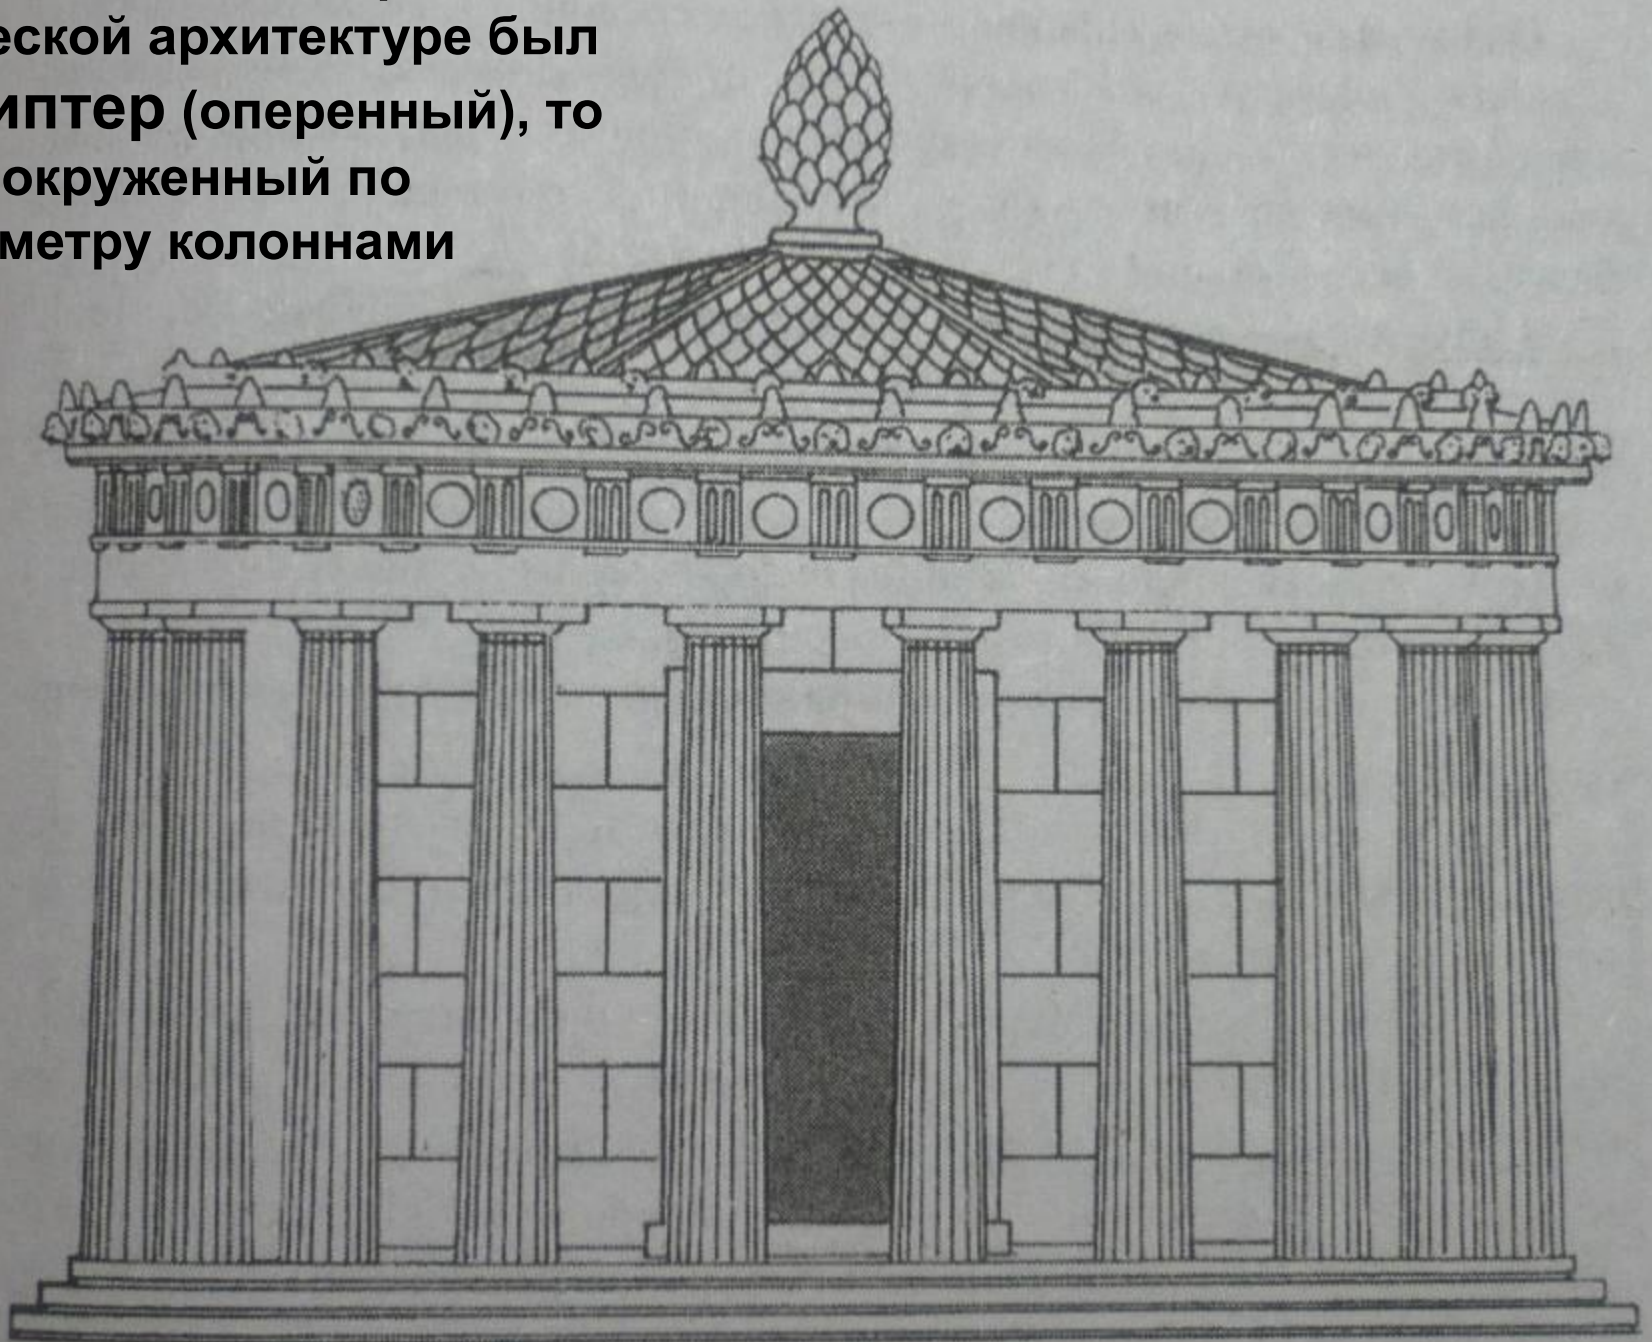 еской архитектуре был
иптер (оперенный), то
окруженный по
метру колоннами